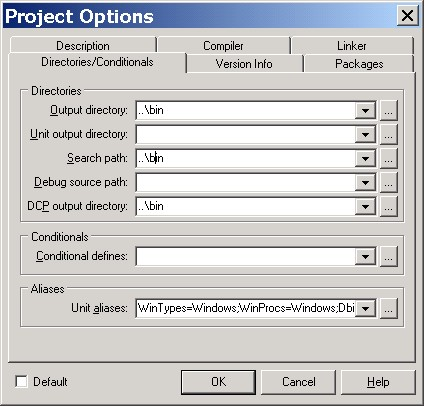 Project Options
Description Compiler Linker
Directories/Conditionals Version Info Packages
Directories
Output directory: ..\bin ...
Unit output directory: ...
Search path: ..\bin ...
Debug source path: ...
DCP output directory: ..\bin ...
Conditionals
Conditional defines: ...
Aliases
Unit aliases: WinTypes=Windows;WinProcs=Windows;Dbi ...
Default OK Cancel Help